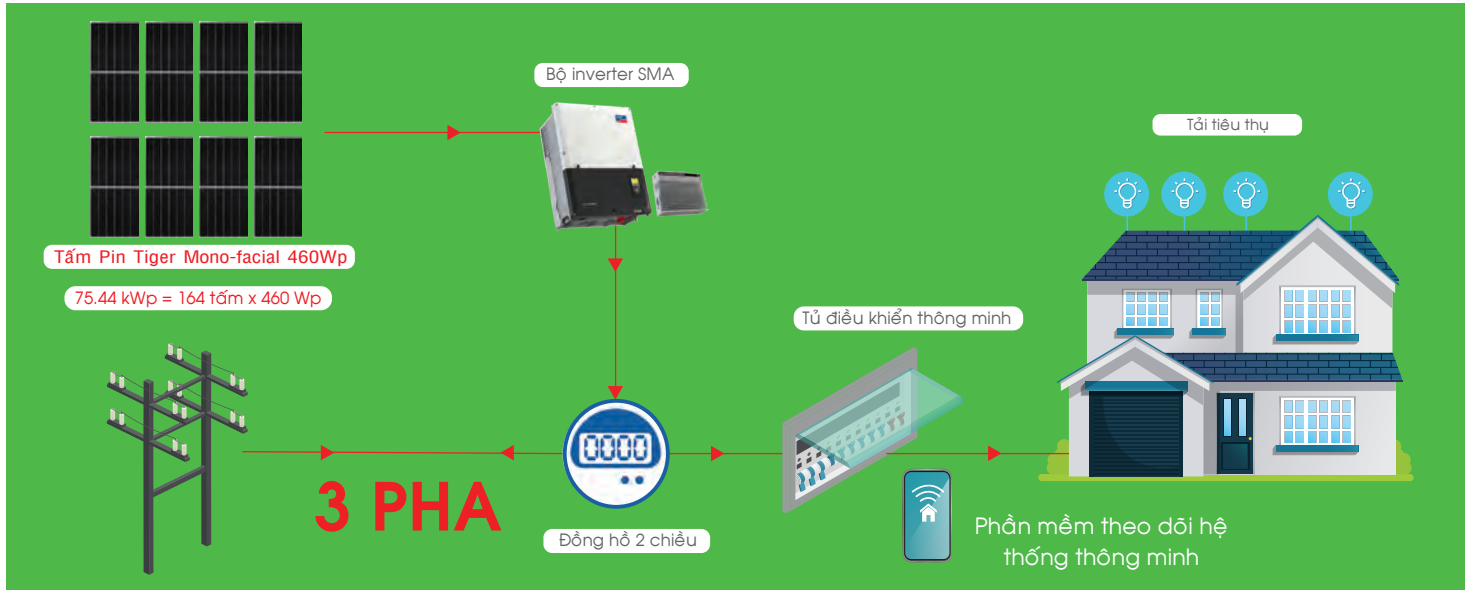 Bộ inverter SMA
Tải tiêu thụ
Tấm Pin Tiger Mono-facial 460Wp
75.44 kWp = 164 tấm x 460 Wp
Tủ điều khiển thông minh
0000
3 PHA
Đồng hồ 2 chiều
Phần mềm theo dõi hệ
thống thông minh